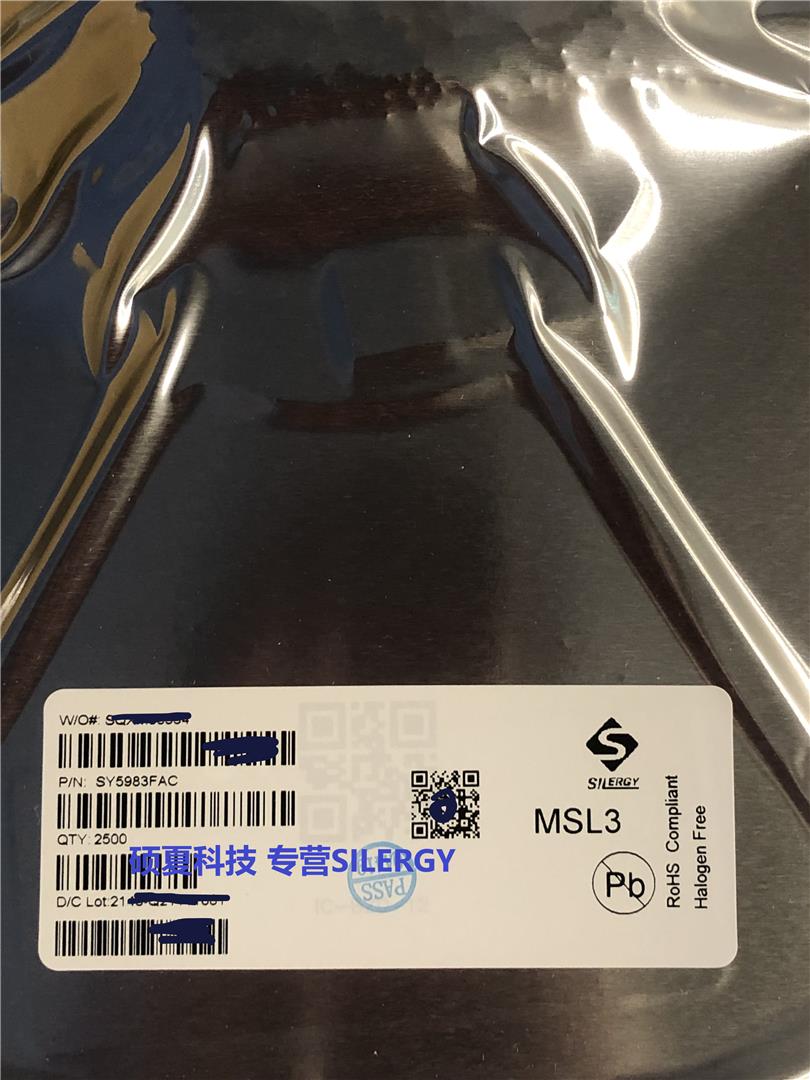 W/O#:
P/N: SY5983FAC
QTY: 2500
D/C Lot:
硕夏科技 专营SILERGY
PASS
SILERGY
MSL3
Pb
RoHS Compliant
Halogen Free